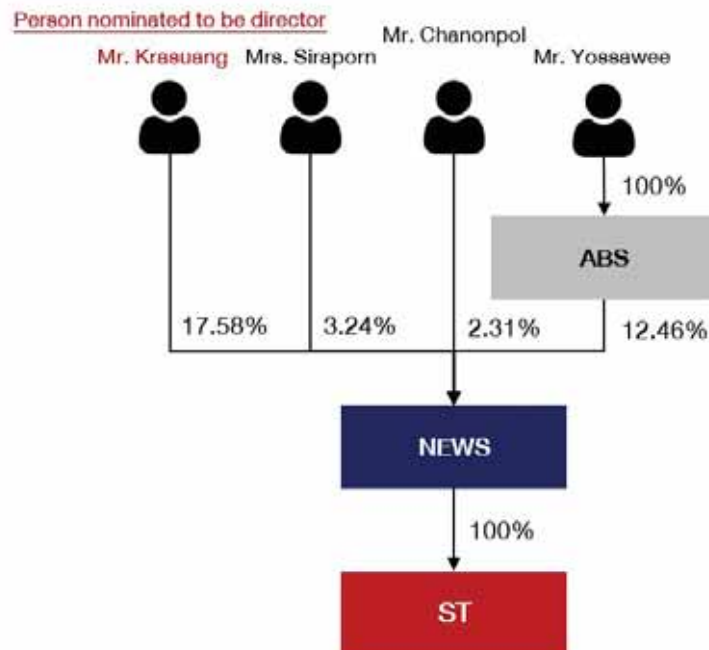 Person nominated to be director
Mr. Chanonpol
Mr. Krasuang Mrs. Siraporn Mr. Yossawee
100%
ABS
17.58% 3.24% 2.31% 12.46%
NEWS
100%
ST